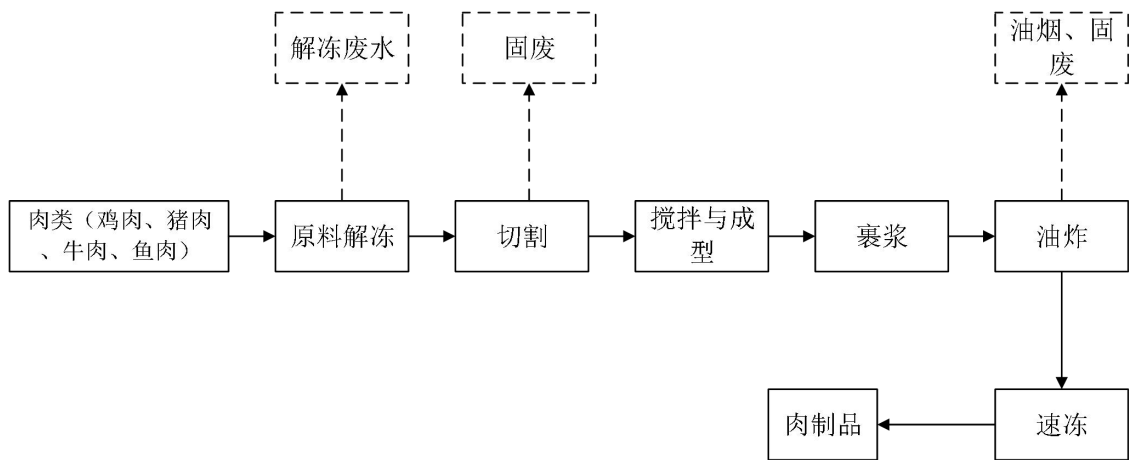 解冻废水
固废
油烟、固
废
肉类（鸡肉、猪肉
、牛肉、鱼肉）
原料解冻
切割
搅拌与成
型
裹浆
油炸
肉制品
速冻